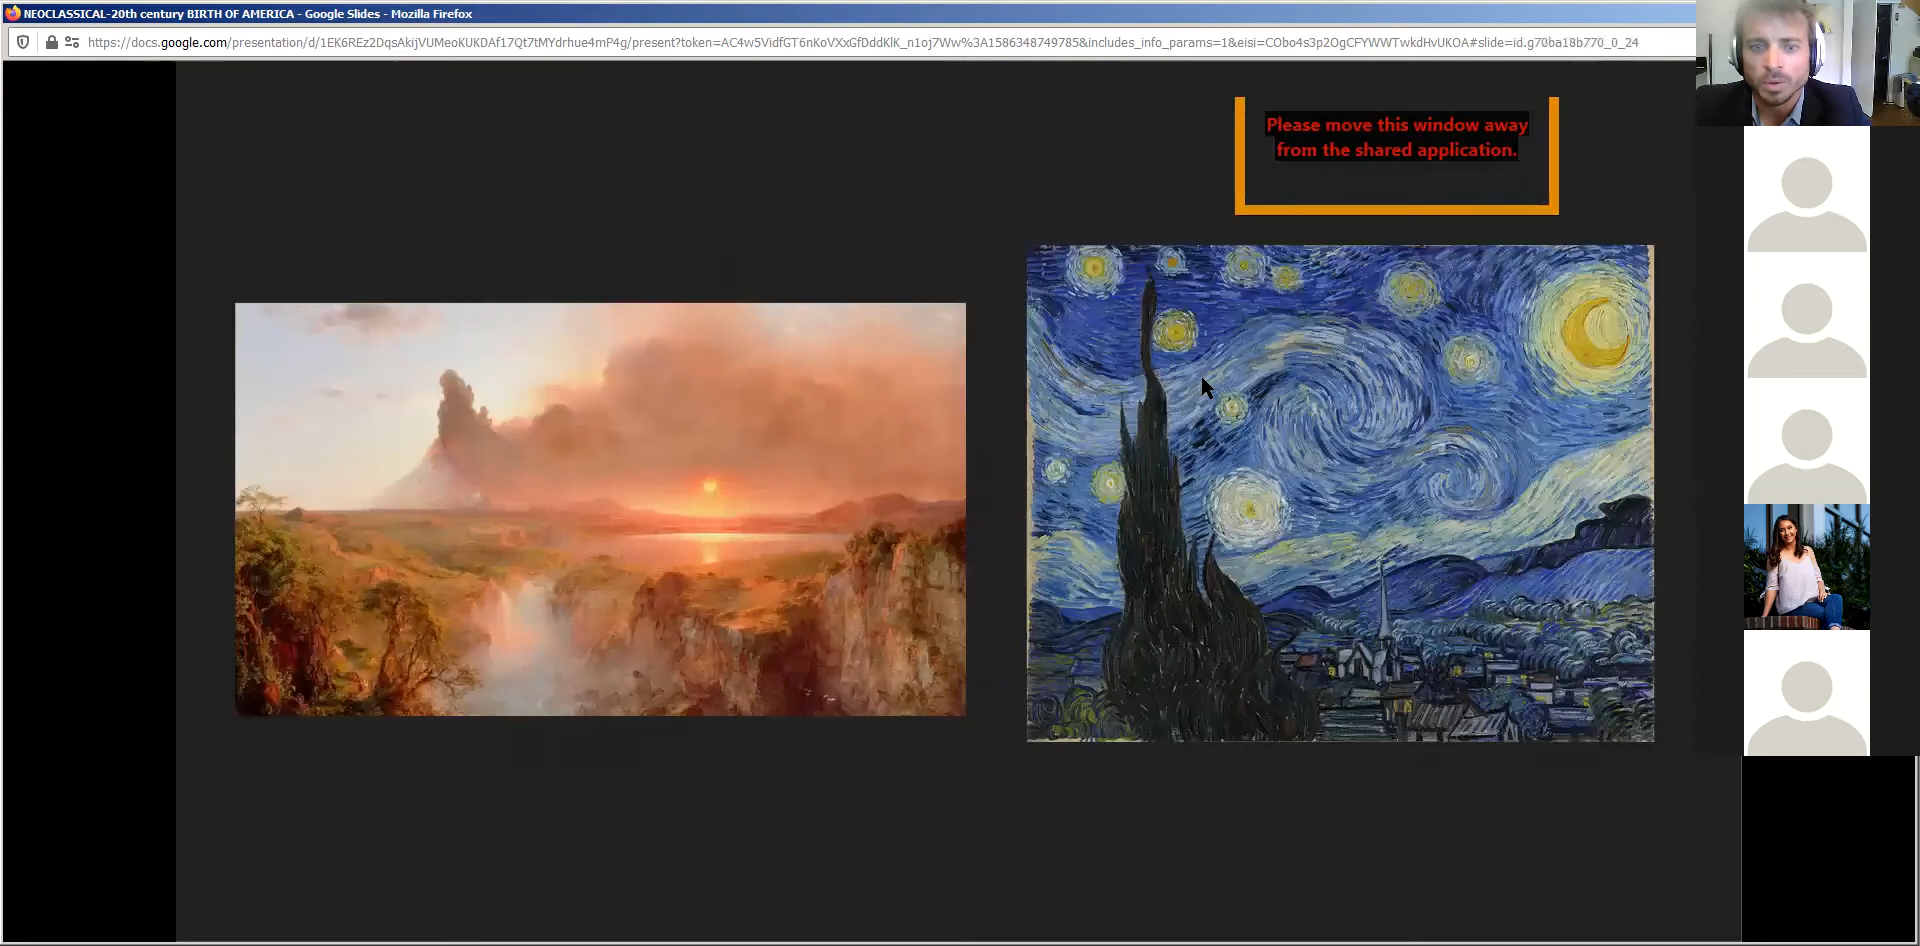 NEOCLASSICAL-20th century BIRTH OF AMERICA - Google Slides - Mozilla Firefox
https://docs.google.com/presentation/d/1EK6REz2DqsAkijVUMeoKUKDAf17Qt7tMYdrhue4mP4g/present?token=AC4w5VidfGT6nKoVXxGfDddKlK_n1oj7Ww%3A1586348749785&includes_info_params=1&eisi=CObo4s3p2OgCFYWWTwkdHvUKOA#slide=id.g70ba18b770_0_24
Please move this window away
from the shared application.